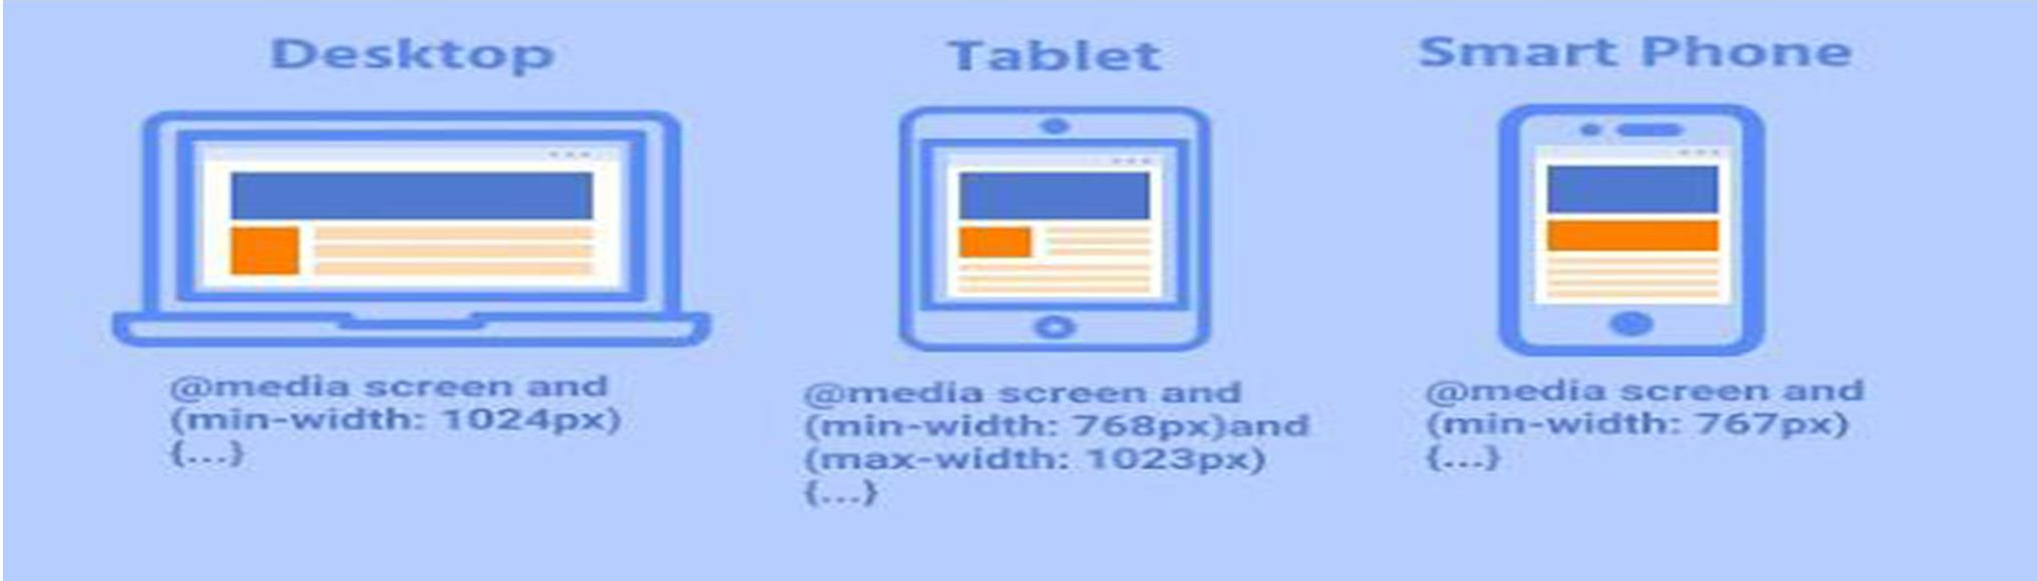 Desktop
@media screen and
(min-width: 1024px)
{...}
Tablet
@media screen and
(min-width: 768px)and
(max-width: 1023px)
{...}
Smart Phone
@media screen and
(min-width: 767px)
{...}